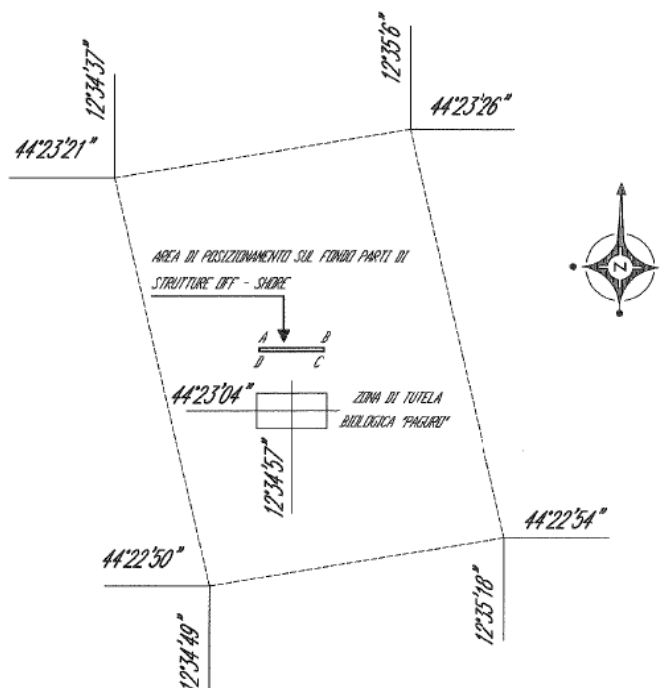 12°34'37"
12°35'6"
44°23'26"
44°23'21"
AREA DI POSIZIONAMENTO SUL FONDO PARTI DI
STRUTTURE OFF - SHORE
A B
D C
44°23'04"
ZONA DI TUTELA
BIOLOGICA "PAGURO"
12°34'57"
Z
44°22'54"
44°22'50"
12°35'18"
12°34'49"